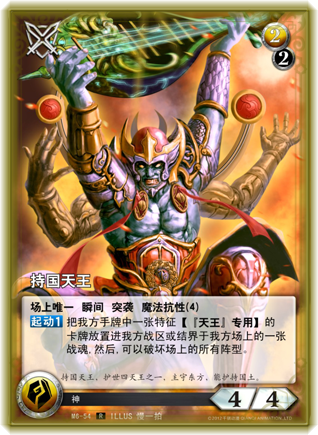 2
2
持国天王
场上唯一 瞬间 突袭 魔法抗性(4)
起动1 把我方手牌中一张特征【『天王』专用】的
卡牌放置进我方战区或结界于我方场上的一张
战魂.然后,可以破坏场上的所有阵型。
持国天王,护世四天王之一,主守东方,能护持国土。
神
M0-54 R ILLUS 慢一拍
4/4